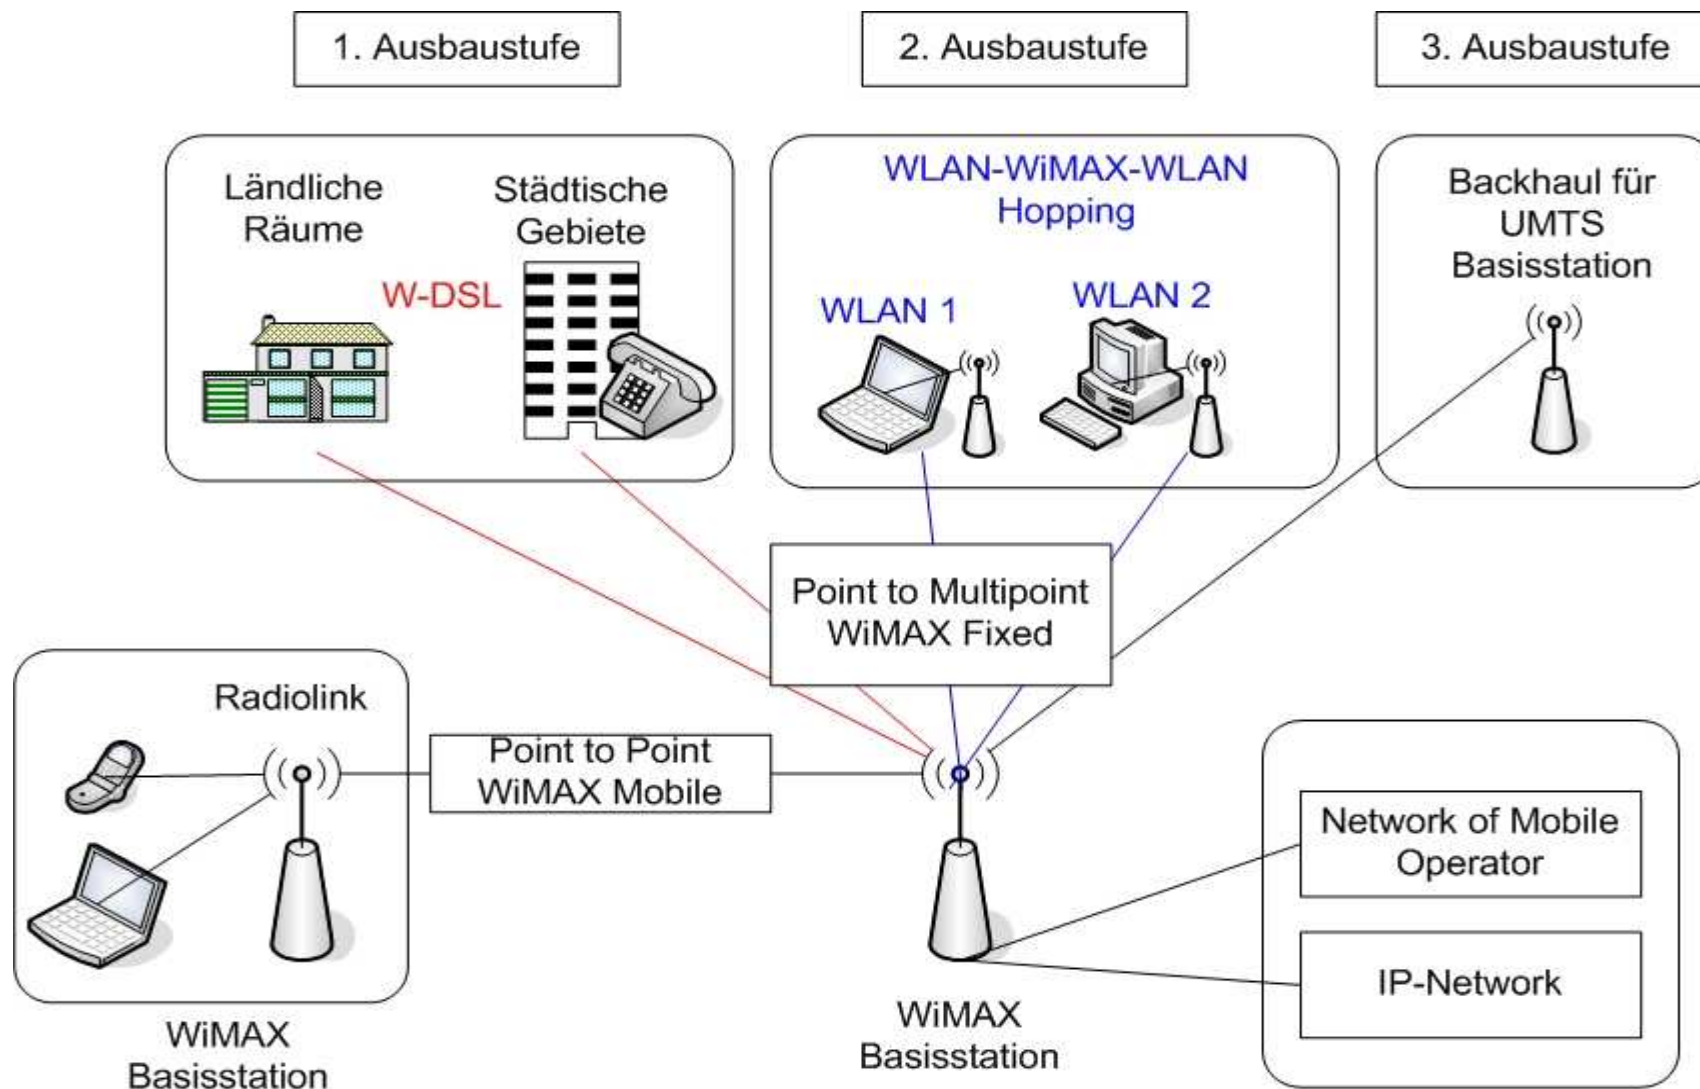 1. Ausbaustufe
2. Ausbaustufe
3. Ausbaustufe
Ländliche
Räume
Städtische
Gebiete
W-DSL
WLAN-WiMAX-WLAN
Hopping
WLAN 1
WLAN 2
Backhaul für
UMTS
Basisstation
Point to Multipoint
WiMAX Fixed
Radiolink
Point to Point
WiMAX Mobile
Network of Mobile
Operator
IP-Network
WiMAX
Basisstation
WiMAX
Basisstation